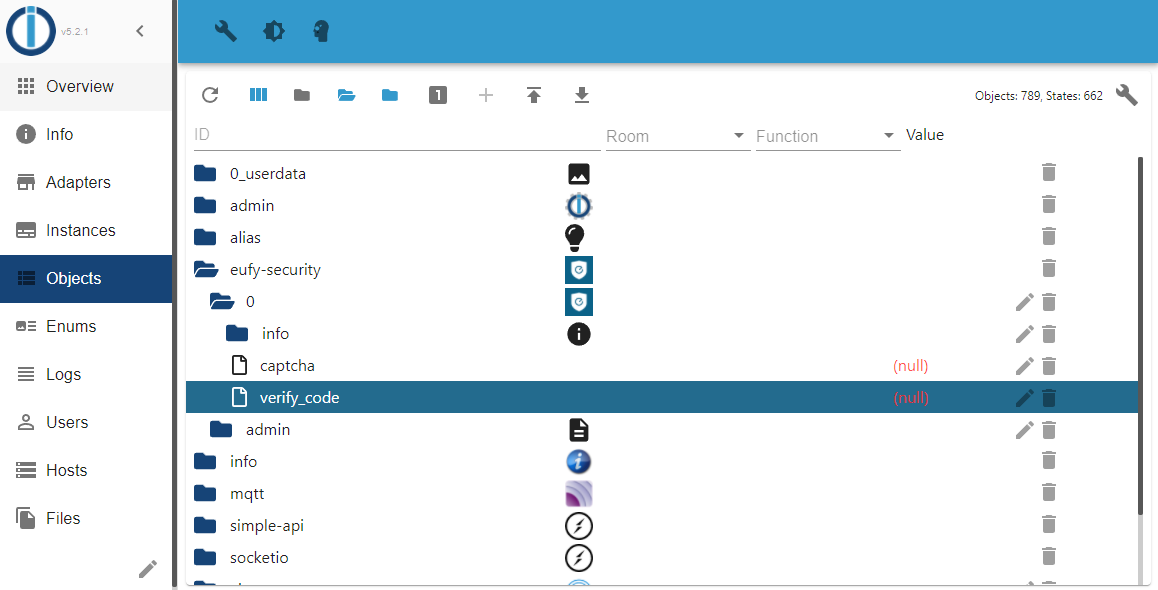 v5.2.1
Overview
Info
Adapters
Instances
Objects
Enums
Logs
Users
Hosts
Files
1
Objects: 789, States: 662
ID Room Function Value
0_userdata
admin
alias
eufy-security
0
info
captcha (null)
verify_code (null)
admin
info
mqtt
simple-api
socketio